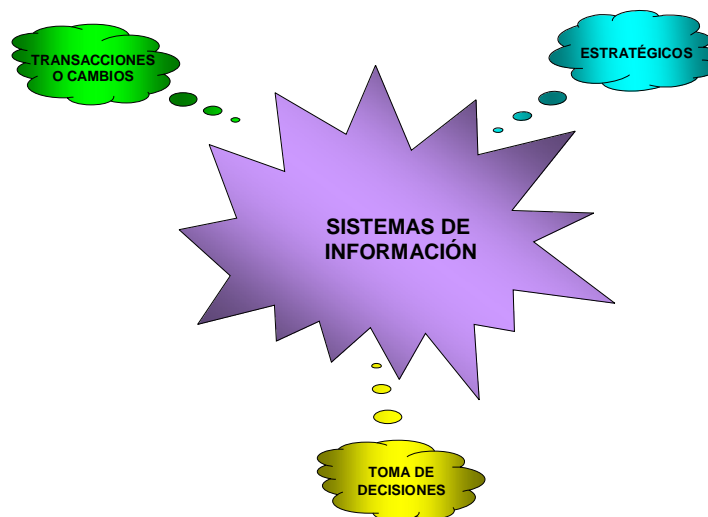 TRANSACCIONES
O CAMBIOS
ESTRATÉGICOS
SISTEMAS DE
INFORMACIÓN
TOMA DE
DECISIONES